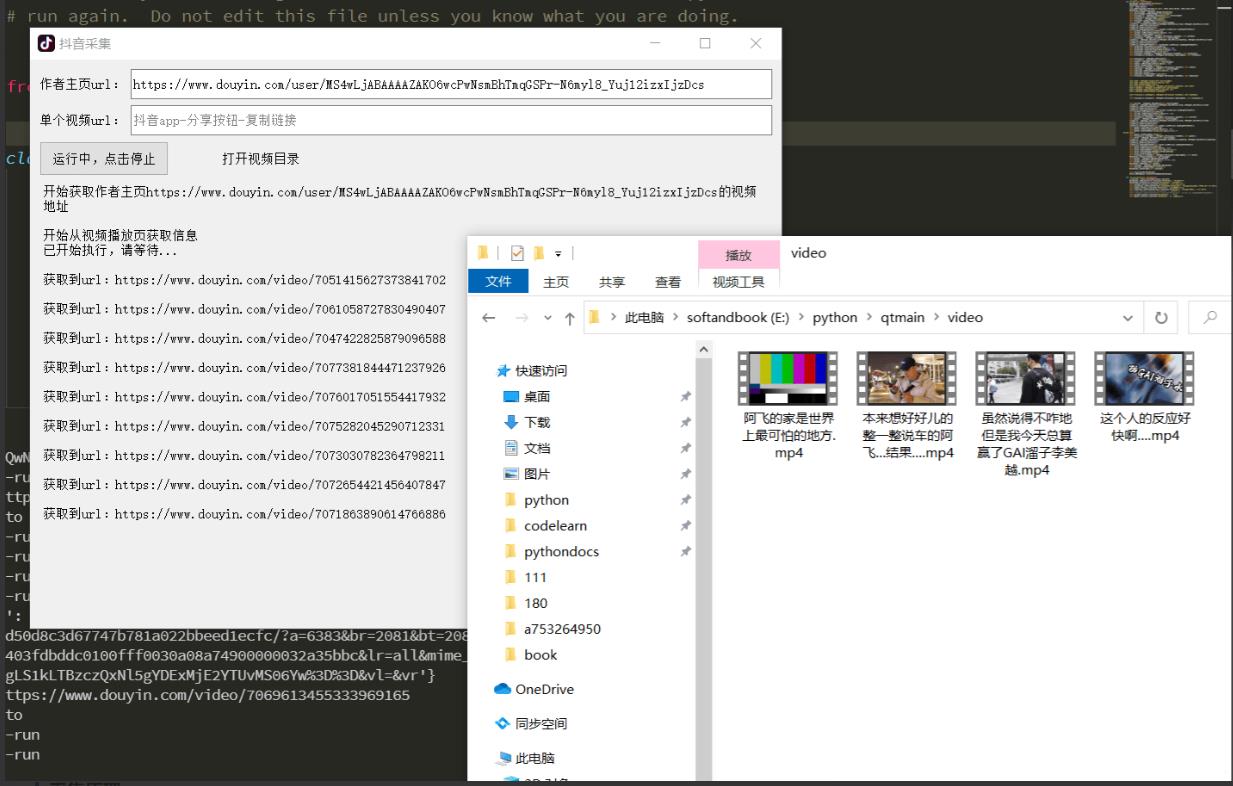 # run again.  Do not edit this file unless you know what you are doing.
抖音采集
作者主页url：
https://www.douyin.com/user/MS4wLjABAAAAZAKO6wcPwNsmBhTmqGSPr-N6myl8_Yuj12izxIjzDcs
单个视频url：
抖音app-分享按钮-复制链接
运行中，点击停止
打开视频目录
开始获取作者主页https://www.douyin.com/user/MS4wLjABAAAAZAKO6wcPwNsmBhTmqGSPr-N6myl8_Yuj12izxIjzDcs的视频
地址
开始从视频播放页获取信息
已开始执行，请等待...
获取到url：https://www.douyin.com/video/7051415627373841702
获取到url：https://www.douyin.com/video/7061058727830490407
获取到url：https://www.douyin.com/video/7047422825879096588
获取到url：https://www.douyin.com/video/7077381844471237926
获取到url：https://www.douyin.com/video/7076017051554417932
获取到url：https://www.douyin.com/video/7075282045290712331
获取到url：https://www.douyin.com/video/7073030782364798211
获取到url：https://www.douyin.com/video/7072654421456407847
获取到url：https://www.douyin.com/video/7071863890614766886
fro
cla
QwN
-ru
ttp
to
-ru
-ru
-ru
-ru
':
d50d8c3d67747b781a022bbeed1ecfc/?a=6383&br=2081&bt=208
403fdbddc0100fff0030a08a74900000032a35bbc&lr=all&mime_
gLS1kLTBzczQxNl5gYDExMjE2YTUvMS06Yw%3D%3D&vl=&vr'}
ttps://www.douyin.com/video/7069613455333969165
to
-run
-run
播放
video
文件
主页
共享
查看
视频工具
此电脑 > softandbook (E:) > python > qtmain > video
快速访问
桌面
下载
文档
图片
python
codelearn
pythondocs
111
180
a753264950
book
OneDrive
同步空间
此电脑
阿飞的家是世界
上最可怕的地方.
mp4
本来想好好儿的
整一整说车的阿
飞...结果....mp4
虽然说得不咋地
但是我今天总算
赢了GAI溜子李美
越.mp4
这个人的反应好
快啊....mp4